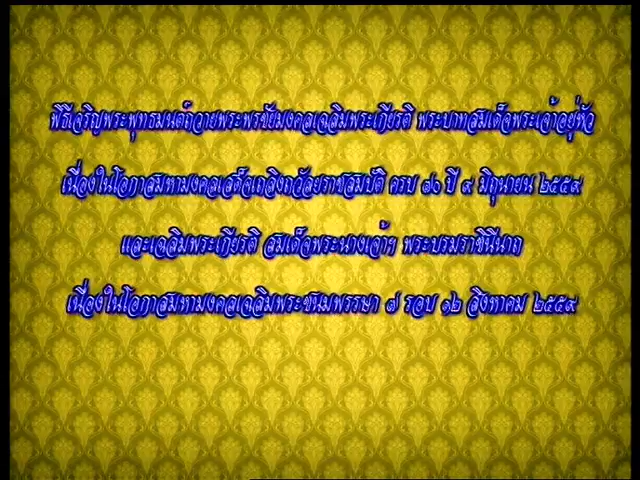 พิธีเจริญพระพุทธมนต์ถวายพระพรชัยมงคลเฉลิมพระเกียรติ พระบาทสมเด็จพระเจ้าอยู่หัว
เนื่องในโอกาสมหามงคลเสด็จเถลิงถวัลยราชสมบัติ ครบ ๗๐ ปี ๙ มิถุนายน ๒๕๕๙
และเฉลิมพระเกียรติ สมเด็จพระนางเจ้าฯ พระบรมราชินีนาถ
เนื่องในโอกาสมหามงคลเฉลิมพระชนมพรรษา ๗ รอบ ๑๒ สิงหาคม ๒๕๕๙